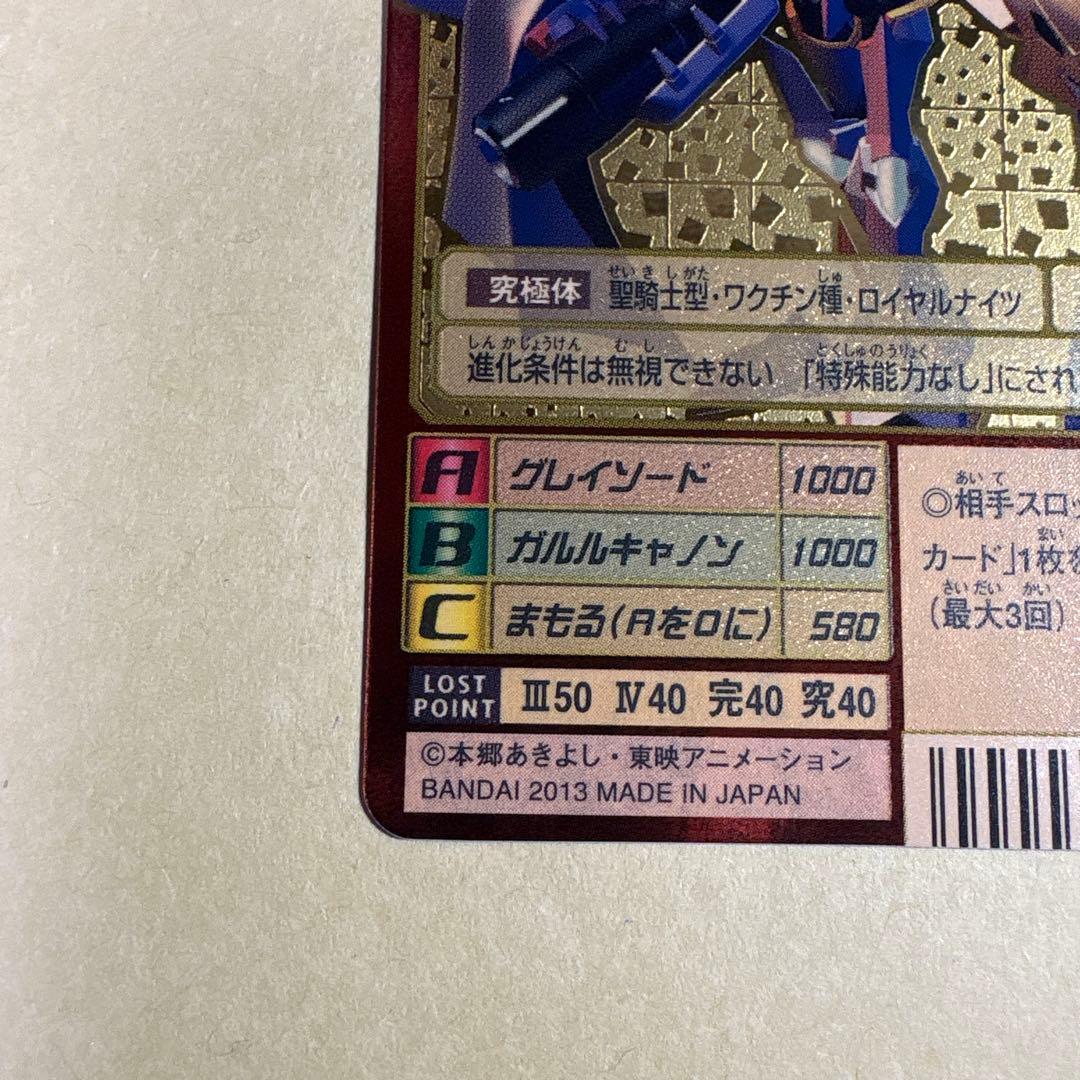 究極体 聖騎士型・ワクチン種・ロイヤルナイツ
せいきしがた しゅ
進化条件は無視できない 「特殊能力なし」にされ
しんかじょうけん むし とくしゅのうりょく
A グレイソード 1000
B ガルルキャノン 1000
C まもる(Aを0に) 580
LOST POINT Ⅲ50 Ⅳ40 完40 究40
あいて
◎相手スロッ
まい
カード」1枚を
さいだい かい
(最大3回)
©本郷あきよし・東映アニメーション
BANDAI 2013 MADE IN JAPAN